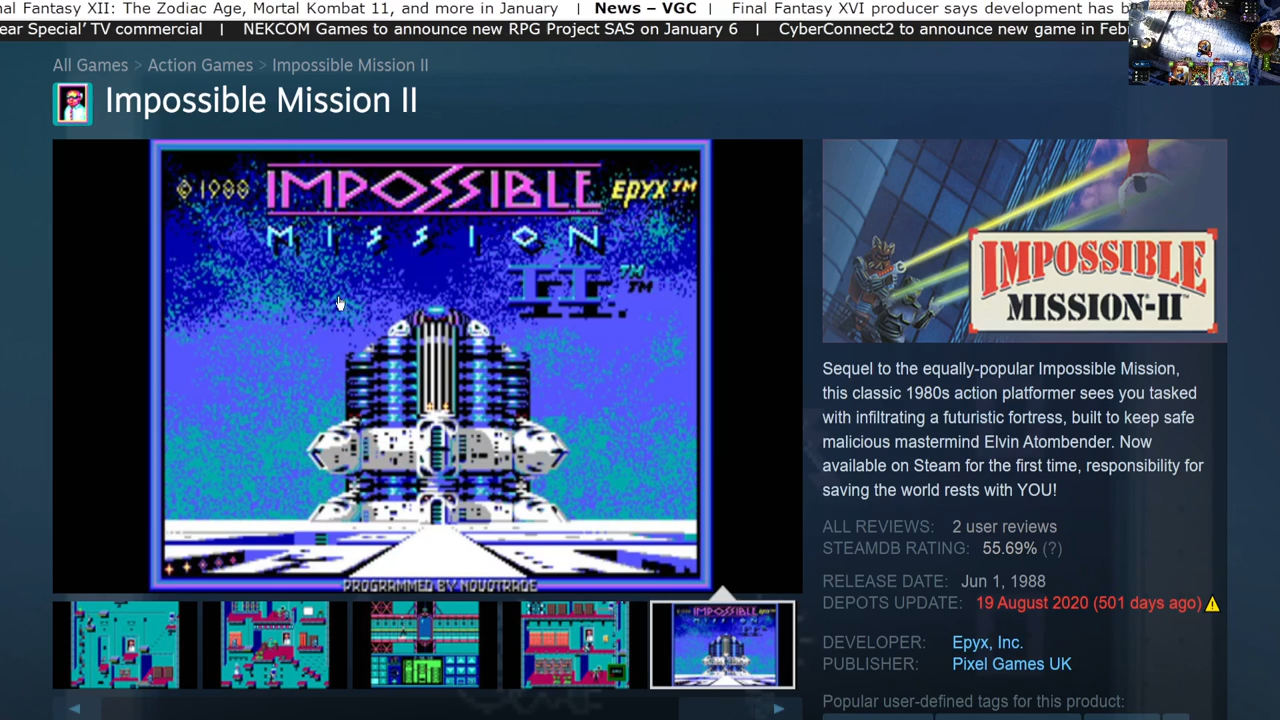 nal Fantasy XII: The Zodiac Age, Mortal Kombat 11, and more in January | News – VGC | Final Fantasy XVI producer says development has b
ear Special' TV commercial | NEKCOM Games to announce new RPG Project SAS on January 6 | CyberConnect2 to announce new game in Feb
All Games > Action Games > Impossible Mission II
Impossible Mission II
©1988 IMPOSSIBLE EPYX™
MISSION
II.™
™
PROGRAMMED BY NOVOTRADE
IMPOSSIBLE
MISSION-II™
Sequel to the equally-popular Impossible Mission,
this classic 1980s action platformer sees you tasked
with infiltrating a futuristic fortress, built to keep safe
malicious mastermind Elvin Atombender. Now
available on Steam for the first time, responsibility for
saving the world rests with YOU!
ALL REVIEWS: 2 user reviews
STEAMDB RATING: 55.69% (?)
RELEASE DATE: Jun 1, 1988
DEPOTS UPDATE: 19 August 2020 (501 days ago)
DEVELOPER: Epyx, Inc.
PUBLISHER: Pixel Games UK
Popular user-defined tags for this product: